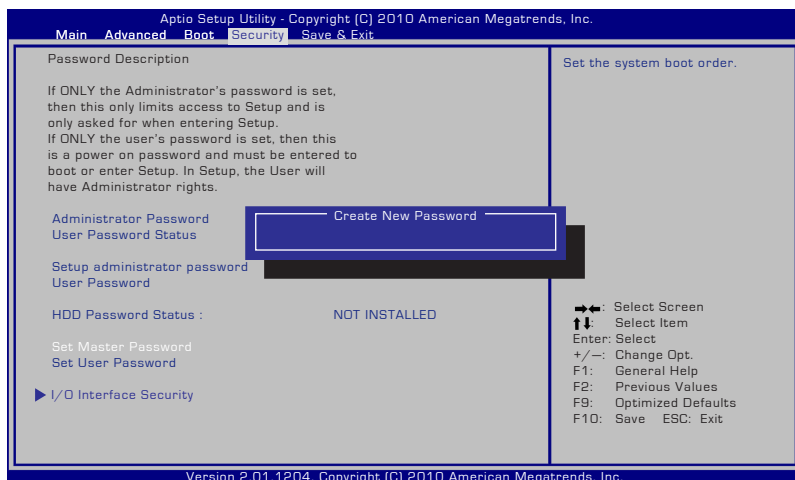 Aptio Setup Utility - Copyright (C) 2010 American Megatrends, Inc.
Main Advanced Boot Security Save & Exit
Password Description
If ONLY the Administrator's password is set,
then this only limits access to Setup and is
only asked for when entering Setup.
If ONLY the user's password is set, then this
is a power on password and must be entered to
boot or enter Setup. In Setup, the User will
have Administrator rights.
Administrator Password
User Password Status
Create New Password
Setup administrator password
User Password
HDD Password Status : NOT INSTALLED
Set Master Password
Set User Password
I/O Interface Security
Set the system boot order.
→←: Select Screen
↑↓: Select Item
Enter: Select
+/—: Change Opt.
F1: General Help
F2: Previous Values
F9: Optimized Defaults
F10: Save ESC: Exit
Version 2.01.1204. Copyright (C) 2010 American Megatrends, Inc.